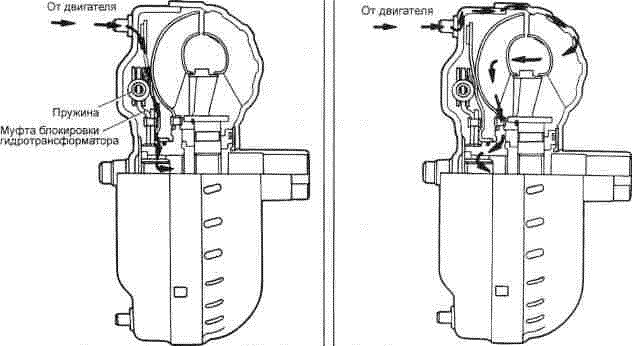 От двигателя
Пружина
Муфта блокировки
гидротрансформатора
От двигателя